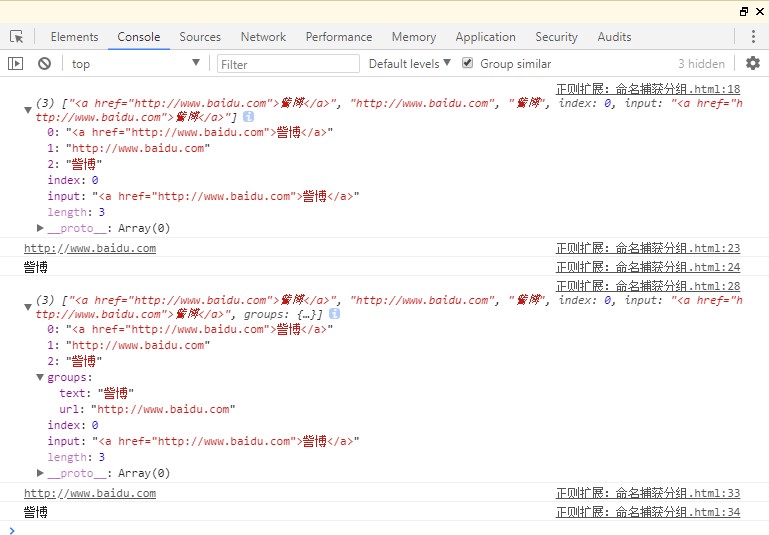 Elements Console Sources Network Performance Memory Application Security Audits
top Filter Default levels Group similar 3 hidden
正则扩展: 命名捕获分组.html:18
(3) ["<a href="http://www.baidu.com">訾博</a>", "http://www.baidu.com", "訾博", index: 0, input: "<a href="h
ttp://www.baidu.com">訾博</a>"]
0: "<a href="http://www.baidu.com">訾博</a>"
1: "http://www.baidu.com"
2: "訾博"
index: 0
input: "<a href="http://www.baidu.com">訾博</a>"
length: 3
__proto__: Array(0)
http://www.baidu.com 正则扩展: 命名捕获分组.html:23
訾博 正则扩展: 命名捕获分组.html:24
正则扩展: 命名捕获分组.html:28
(3) ["<a href="http://www.baidu.com">訾博</a>", "http://www.baidu.com", "訾博", index: 0, input: "<a href="h
ttp://www.baidu.com">訾博</a>", groups: {…}]
0: "<a href="http://www.baidu.com">訾博</a>"
1: "http://www.baidu.com"
2: "訾博"
groups:
text: "訾博"
url: "http://www.baidu.com"
index: 0
input: "<a href="http://www.baidu.com">訾博</a>"
length: 3
__proto__: Array(0)
http://www.baidu.com 正则扩展: 命名捕获分组.html:33
訾博 正则扩展: 命名捕获分组.html:34